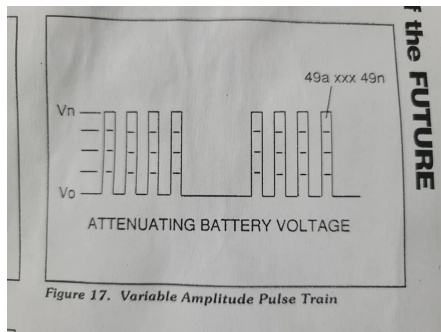 f the FUTURE
49a xxx 49n
Vn
Vo
ATTENUATING BATTERY VOLTAGE
Figure 17. Variable Amplitude Pulse Train